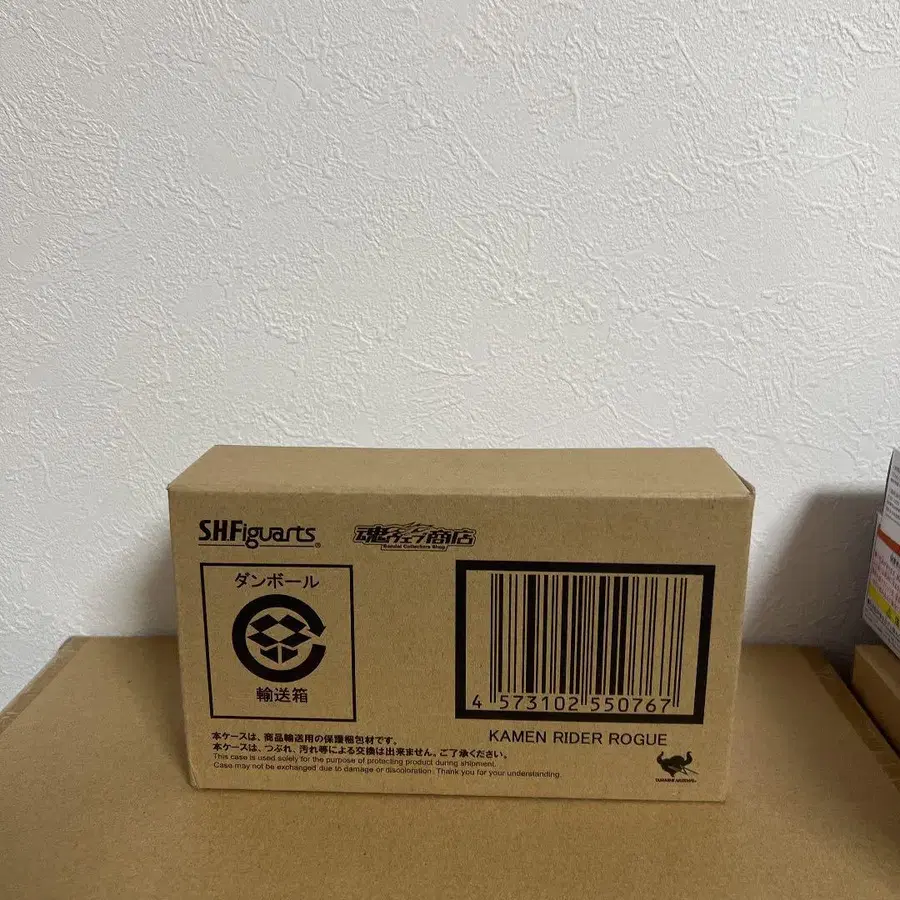 S.H.Figuarts®
魂ウェブ商店
Bandai Collectors Shop
ダンボール
輸送箱
4 573102 550767
KAMEN RIDER ROGUE
本ケースは、商品輸送用の保護梱包材です。
本ケースは、つぶれ、汚れ等による交換は出来ません。ご了承ください。
This case is used solely for the purpose of protecting product during shipment.
Case may not be exchanged due to damage or discoloration. Thank you for your understanding.
TAMASHII NATIONS